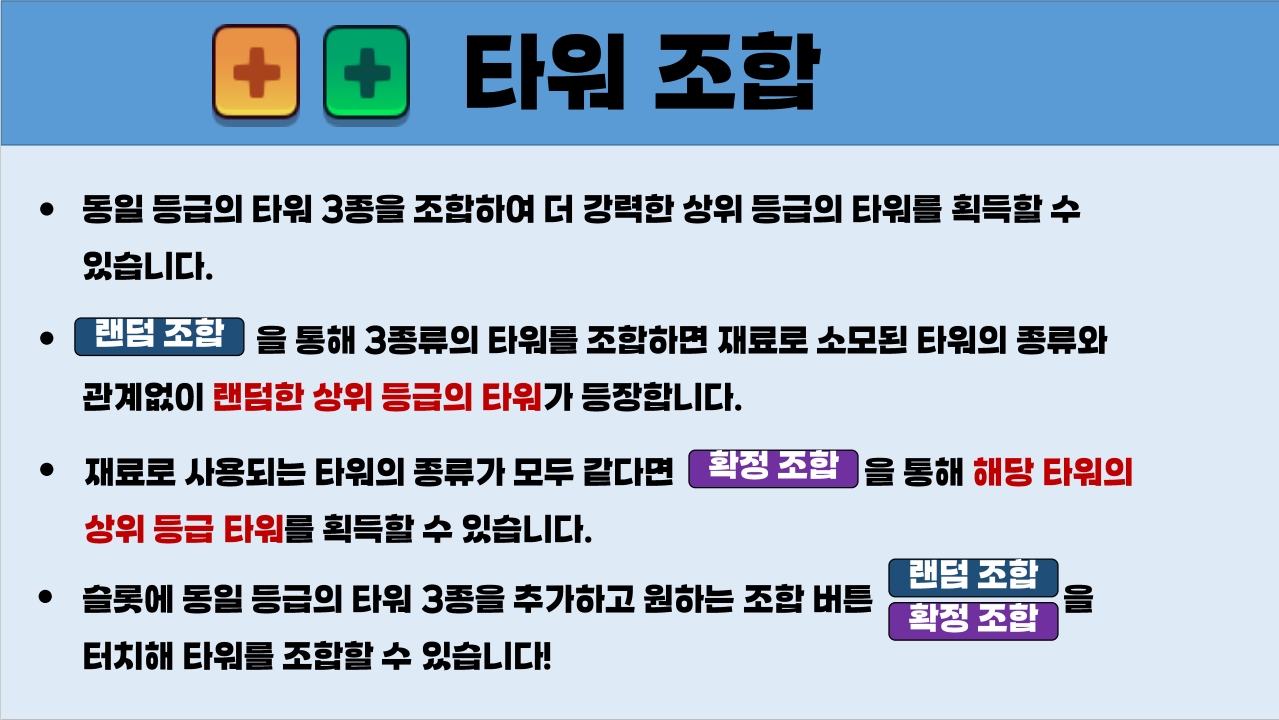 타워 조합
• 동일 등급의 타워 3종을 조합하여 더 강력한 상위 등급의 타워를 획득할 수
있습니다.
• 랜덤 조합 을 통해 3종류의 타워를 조합하면 재료로 소모된 타워의 종류와
관계없이 랜덤한 상위 등급의 타워가 등장합니다.
• 재료로 사용되는 타워의 종류가 모두 같다면 확정 조합 을 통해 해당 타워의
상위 등급 타워를 획득할 수 있습니다.
• 슬롯에 동일 등급의 타워 3종을 추가하고 원하는 조합 버튼 랜덤 조합
확정 조합 을
터치해 타워를 조합할 수 있습니다!